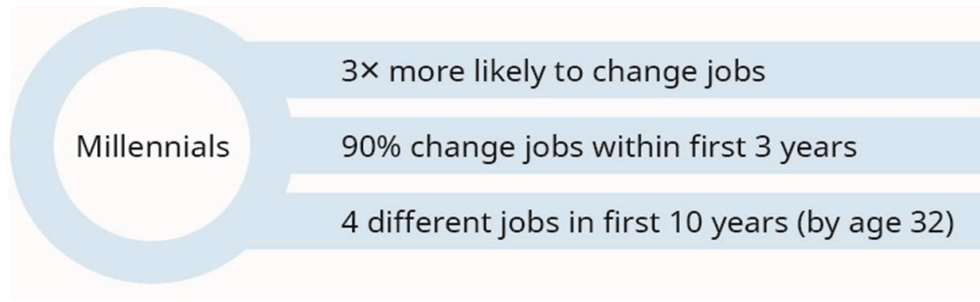 Millennials
3× more likely to change jobs
90% change jobs within first 3 years
4 different jobs in first 10 years (by age 32)